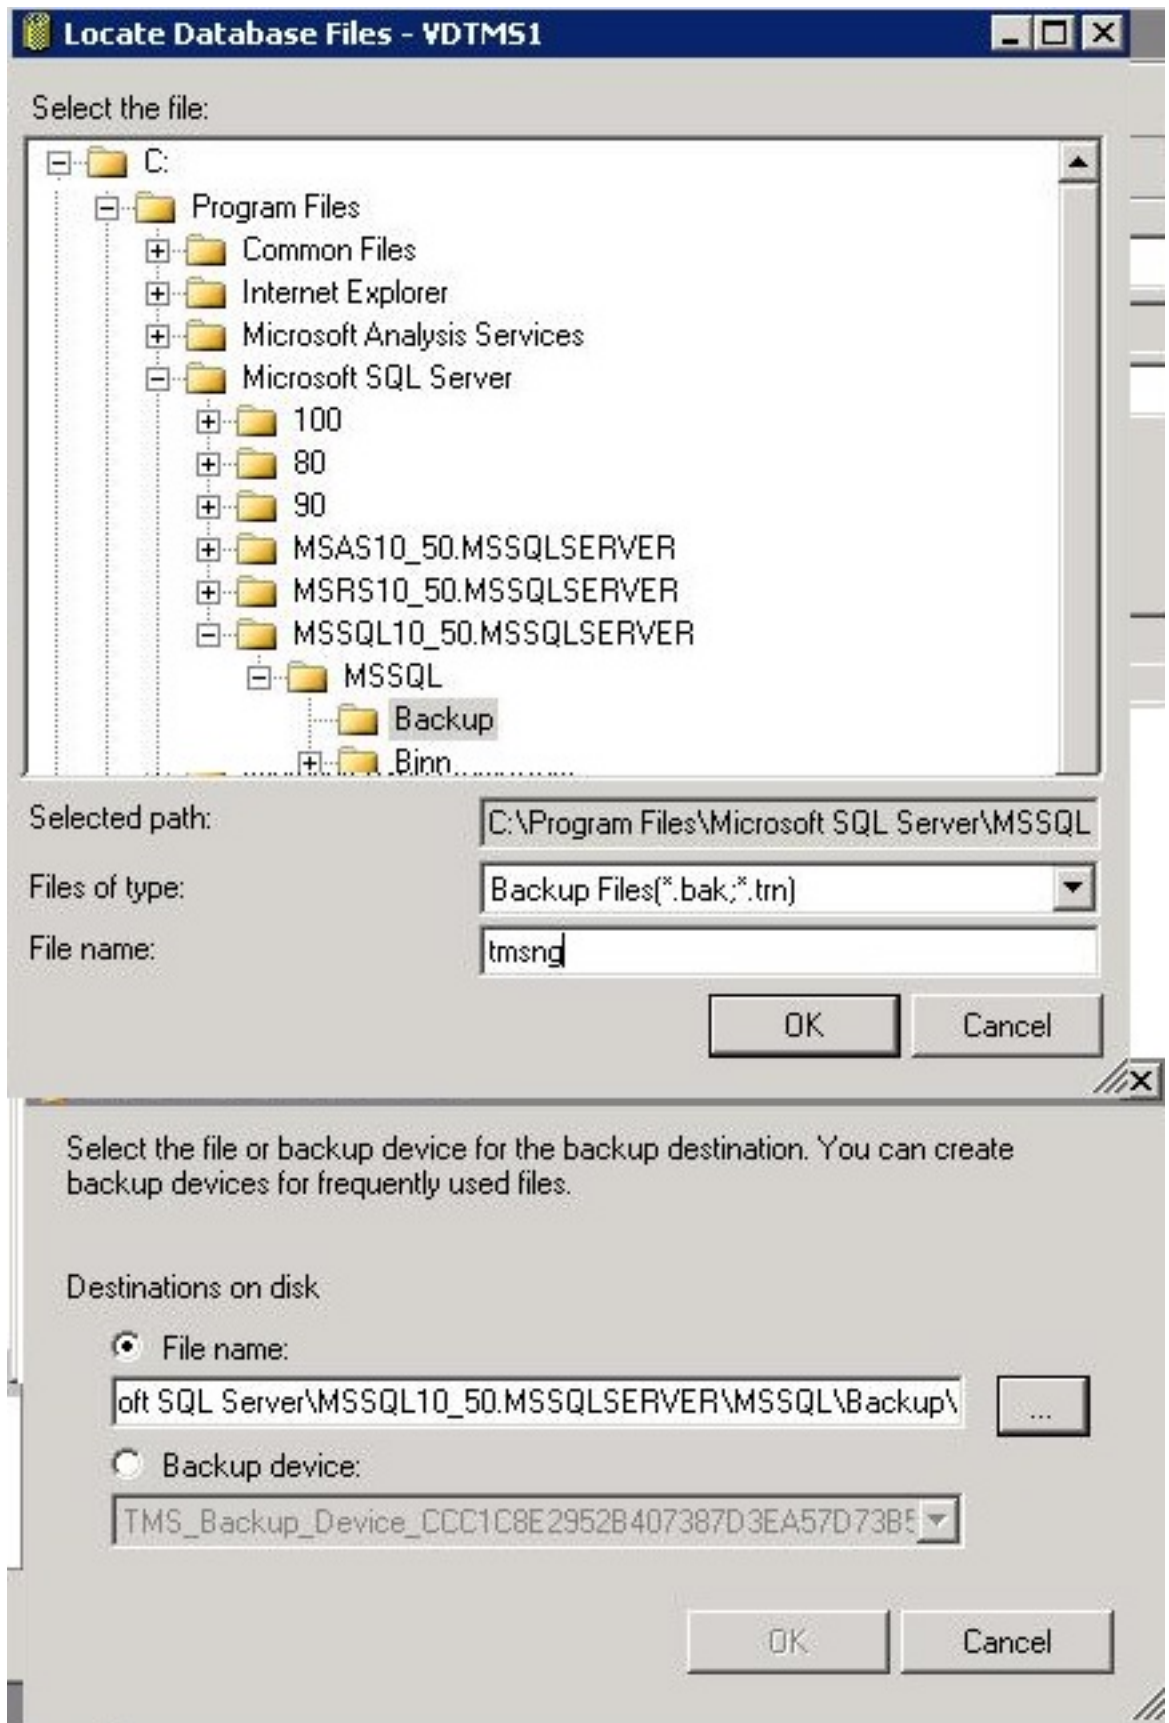 Locate Database Files - VDTMS1
Select the file:
C:
Program Files
Common Files
Internet Explorer
Microsoft Analysis Services
Microsoft SQL Server
100
80
90
MSAS10_50.MSSQLSERVER
MSRS10_50.MSSQLSERVER
MSSQL10_50.MSSQLSERVER
MSSQL
Backup
Binn
Selected path: C:\Program Files\Microsoft SQL Server\MSSQL
Files of type: Backup Files(*.bak;*.trn)
File name: tmsng
OK Cancel
Select the file or backup device for the backup destination. You can create
backup devices for frequently used files.
Destinations on disk
File name:
oft SQL Server\MSSQL10_50.MSSQLSERVER\MSSQL\Backup\ ...
Backup device:
TMS_Backup_Device_CCC1C8E2952B407387D3EA57D73B5
OK Cancel